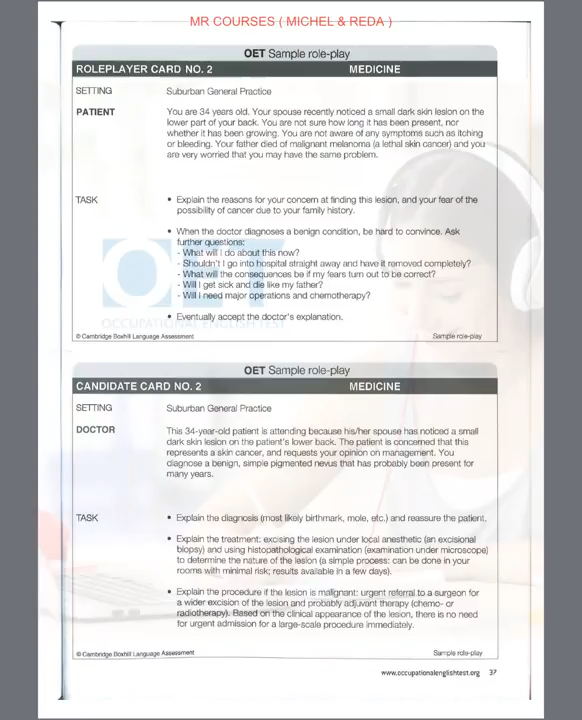 MR COURSES ( MICHEL & REDA )
OET Sample role-play
ROLEPLAYER CARD NO. 2 MEDICINE
SETTING Suburban General Practice
PATIENT You are 34 years old. Your spouse recently noticed a small dark skin lesion on the
lower part of your back. You are not sure how long it has been present, nor
whether it has been growing. You are not aware of any symptoms such as itching
or bleeding. Your father died of malignant melanoma (a lethal skin cancer) and you
are very worried that you may have the same problem.
TASK • Explain the reasons for your concern at finding this lesion, and your fear of the
possibility of cancer due to your family history.
• When the doctor diagnoses a benign condition, be hard to convince. Ask
further questions:
- What will I do about this now?
- Shouldn't I go into hospital straight away and have it removed completely?
- What will the consequences be if my fears turn out to be correct?
- Will I get sick and die like my father?
- Will I need major operations and chemotherapy?
• Eventually accept the doctor's explanation.
OET
OCCUPATIONAL ENGLISH TEST
© Cambridge Boxhill Language Assessment Sample role-play
OET Sample role-play
CANDIDATE CARD NO. 2 MEDICINE
SETTING Suburban General Practice
DOCTOR This 34-year-old patient is attending because his/her spouse has noticed a small
dark skin lesion on the patient's lower back. The patient is concerned that this
represents a skin cancer, and requests your opinion on management. You
diagnose a benign, simple pigmented nevus that has probably been present for
many years.
TASK • Explain the diagnosis (most likely birthmark, mole, etc.) and reassure the patient.
• Explain the treatment: excising the lesion under local anesthetic (an excisional
biopsy) and using histopathological examination (examination under microscope)
to determine the nature of the lesion (a simple process: can be done in your
rooms with minimal risk; results available in a few days).
• Explain the procedure if the lesion is malignant: urgent referral to a surgeon for
a wider excision of the lesion and probably adjuvant therapy (chemo- or
radiotherapy). Based on the clinical appearance of the lesion, there is no need
for urgent admission for a large-scale procedure immediately.
© Cambridge Boxhill Language Assessment Sample role-play
www.occupationalenglishtest.org 37